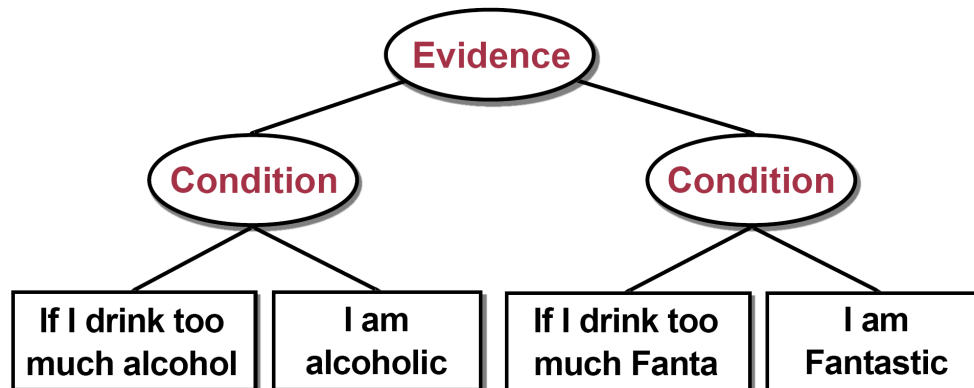 Evidence
Condition
Condition
If I drink too
much alcohol
I am
alcoholic
If I drink too
much Fanta
I am
Fantastic